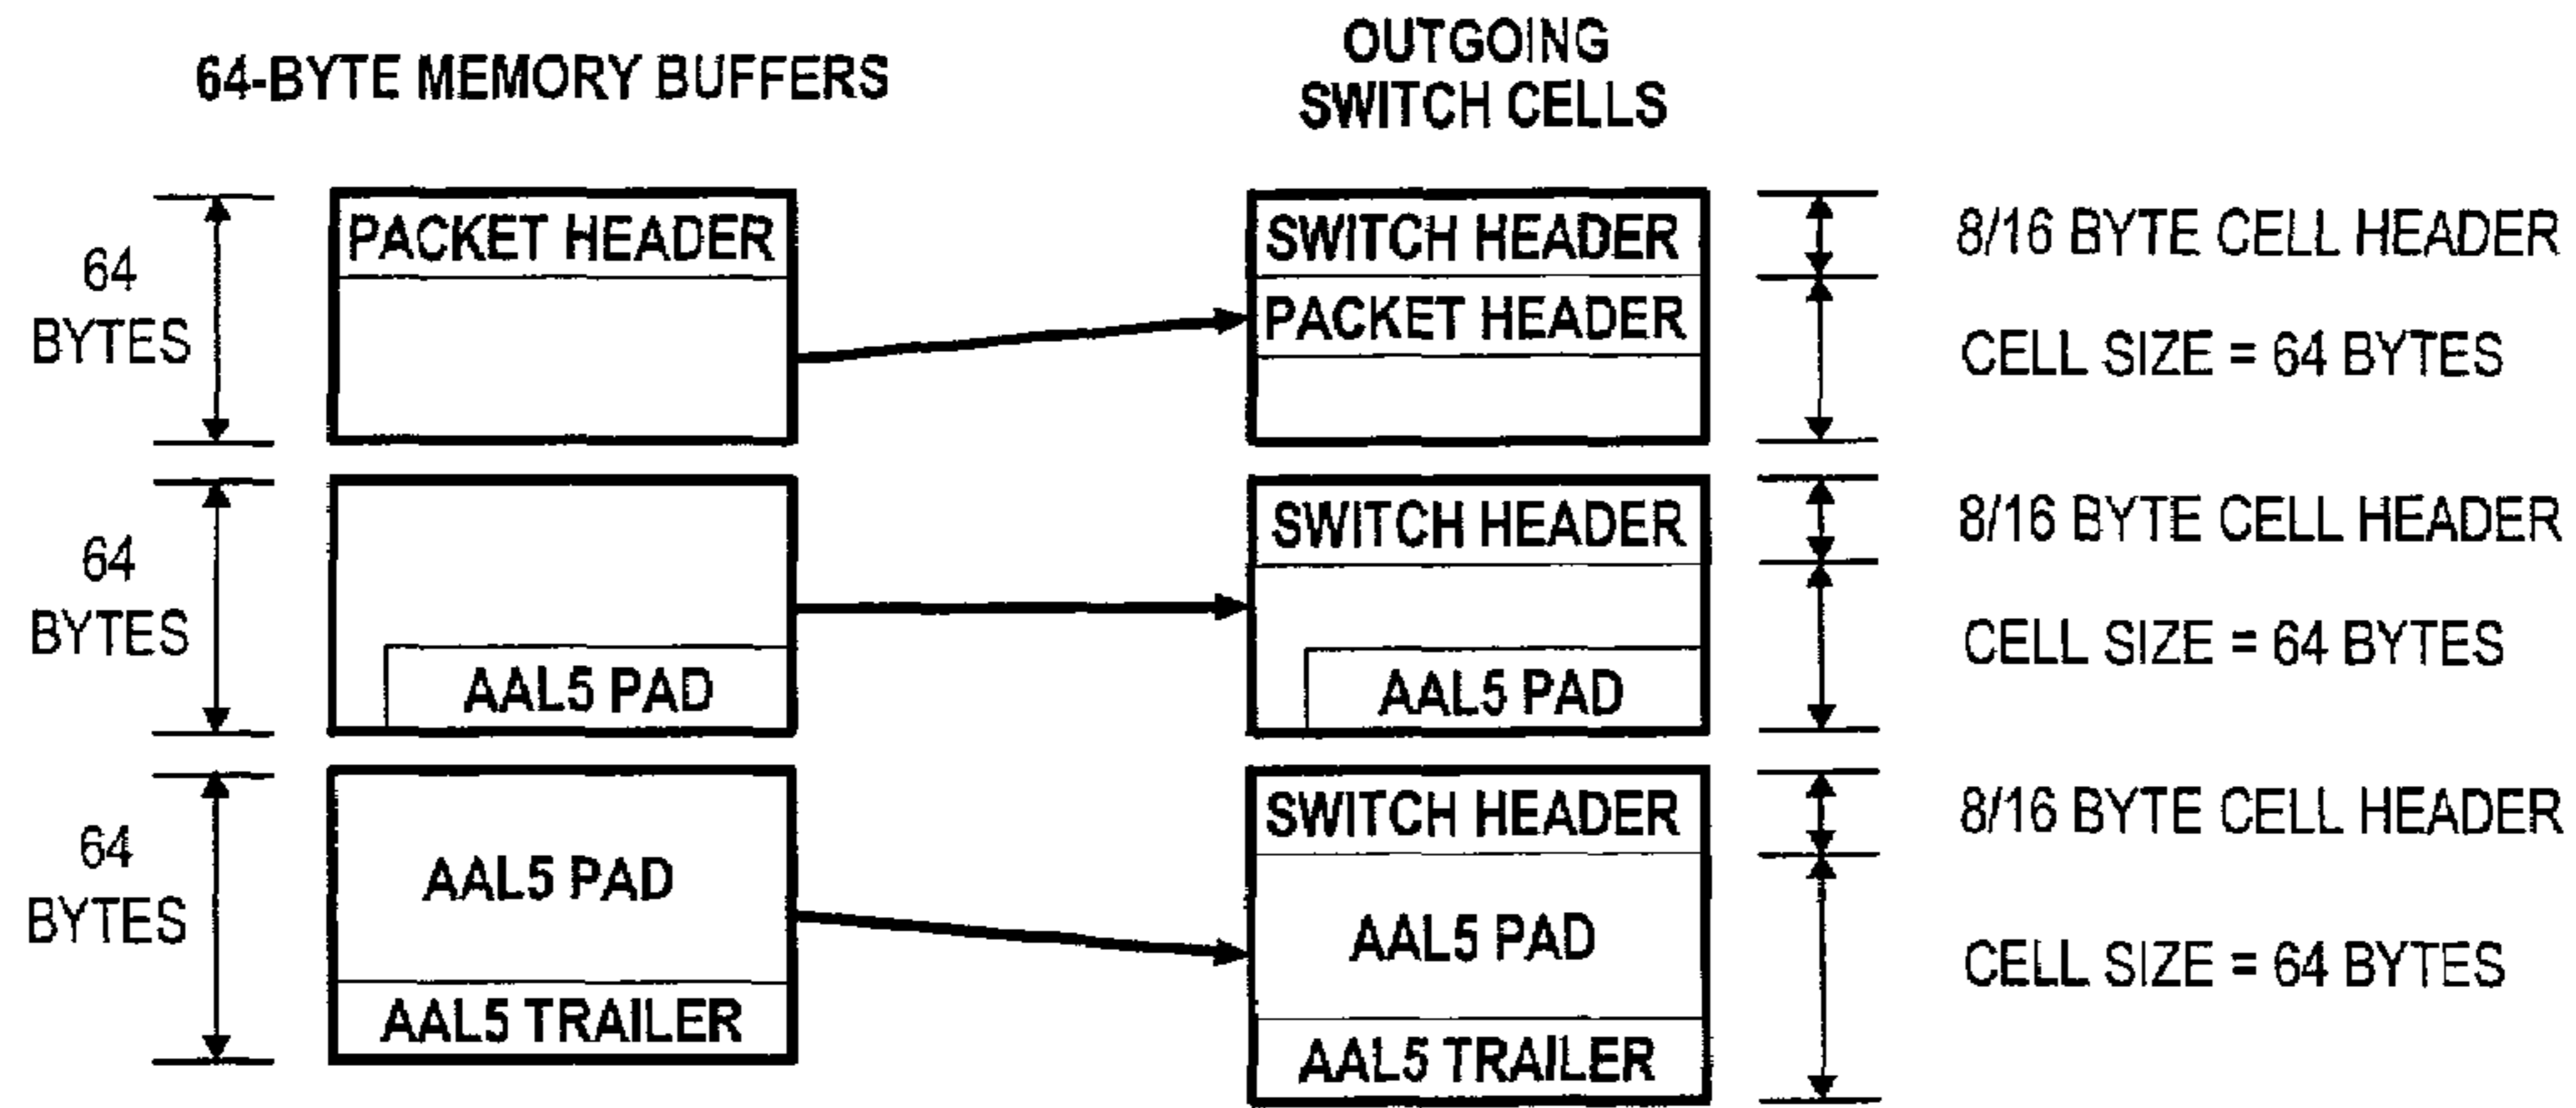 64-BYTE MEMORY BUFFERS
OUTGOING
SWITCH CELLS
64
BYTES
PACKET HEADER
SWITCH HEADER
PACKET HEADER
8/16 BYTE CELL HEADER
CELL SIZE = 64 BYTES
64
BYTES
AAL5 PAD
SWITCH HEADER
AAL5 PAD
8/16 BYTE CELL HEADER
CELL SIZE = 64 BYTES
64
BYTES
AAL5 PAD
AAL5 TRAILER
SWITCH HEADER
AAL5 PAD
AAL5 TRAILER
8/16 BYTE CELL HEADER
CELL SIZE = 64 BYTES